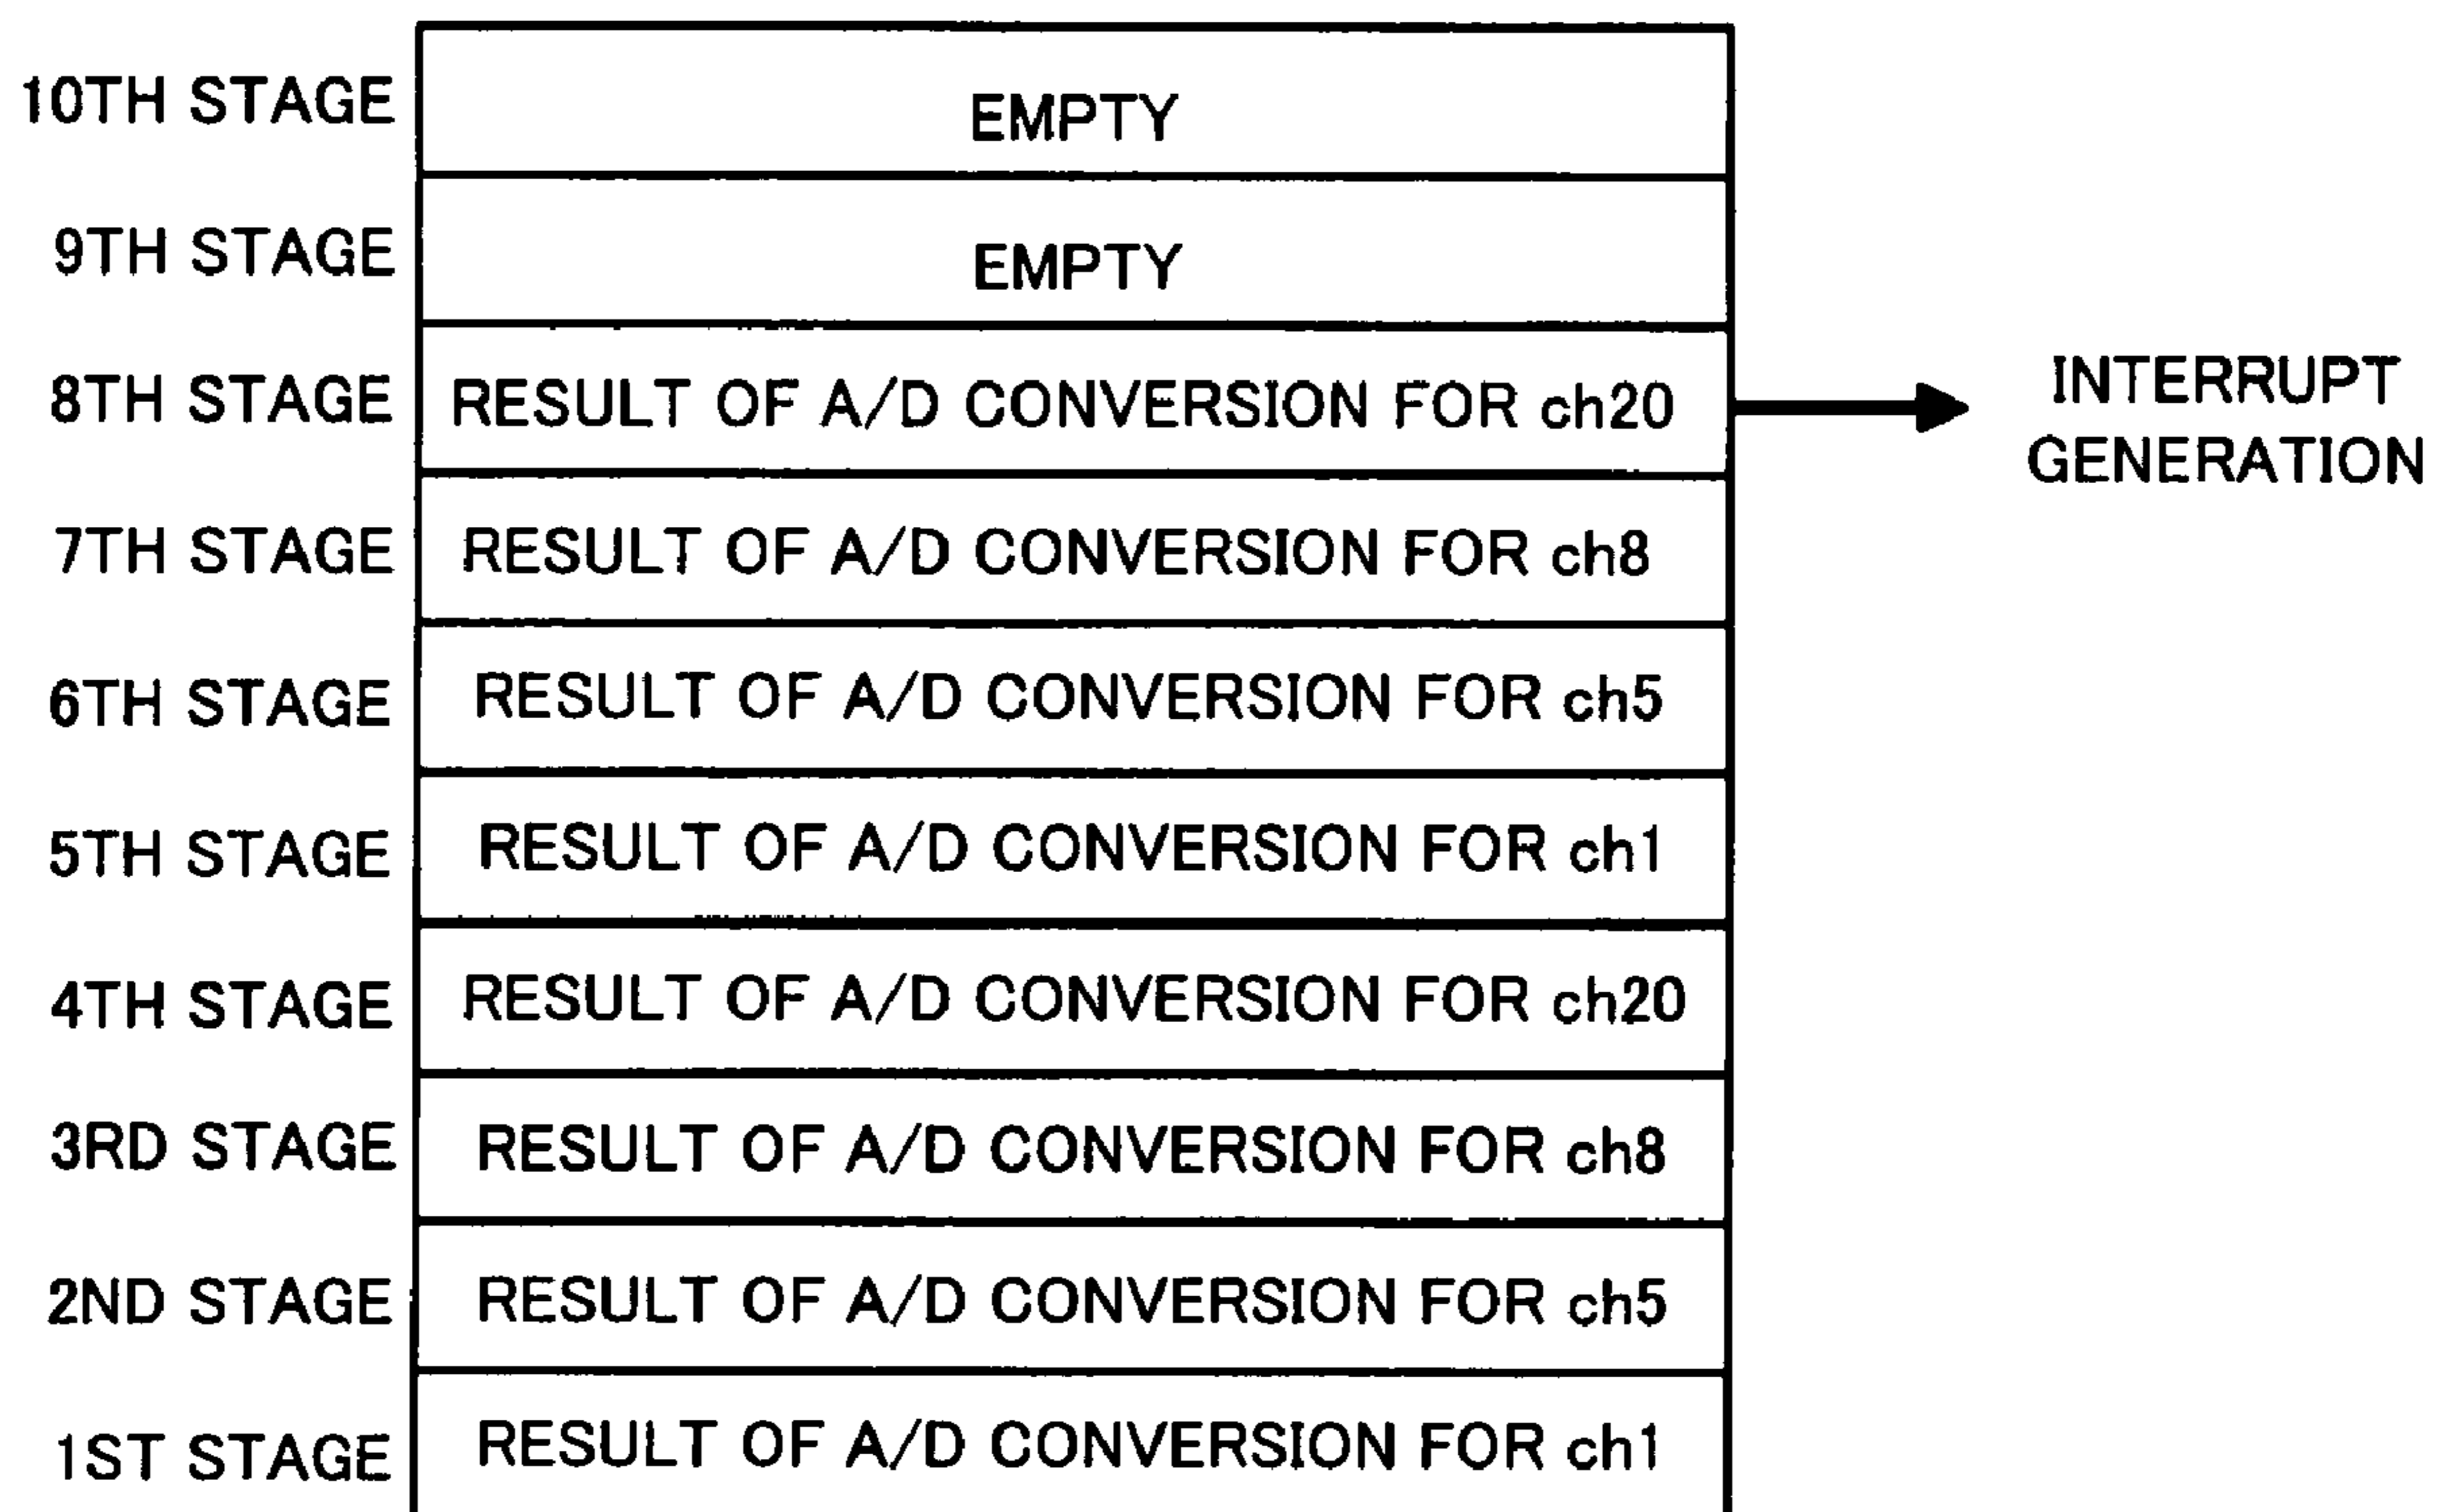 10TH STAGE EMPTY
9TH STAGE EMPTY
8TH STAGE RESULT OF A/D CONVERSION FOR ch20
INTERRUPT
GENERATION
7TH STAGE RESULT OF A/D CONVERSION FOR ch8
6TH STAGE RESULT OF A/D CONVERSION FOR ch5
5TH STAGE RESULT OF A/D CONVERSION FOR ch1
4TH STAGE RESULT OF A/D CONVERSION FOR ch20
3RD STAGE RESULT OF A/D CONVERSION FOR ch8
2ND STAGE RESULT OF A/D CONVERSION FOR ch5
1ST STAGE RESULT OF A/D CONVERSION FOR ch1